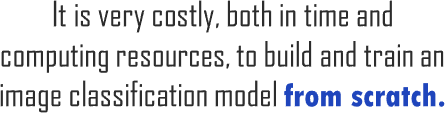 It is very costly, both in time and
computing resources, to build and train an
image classification model from scratch.